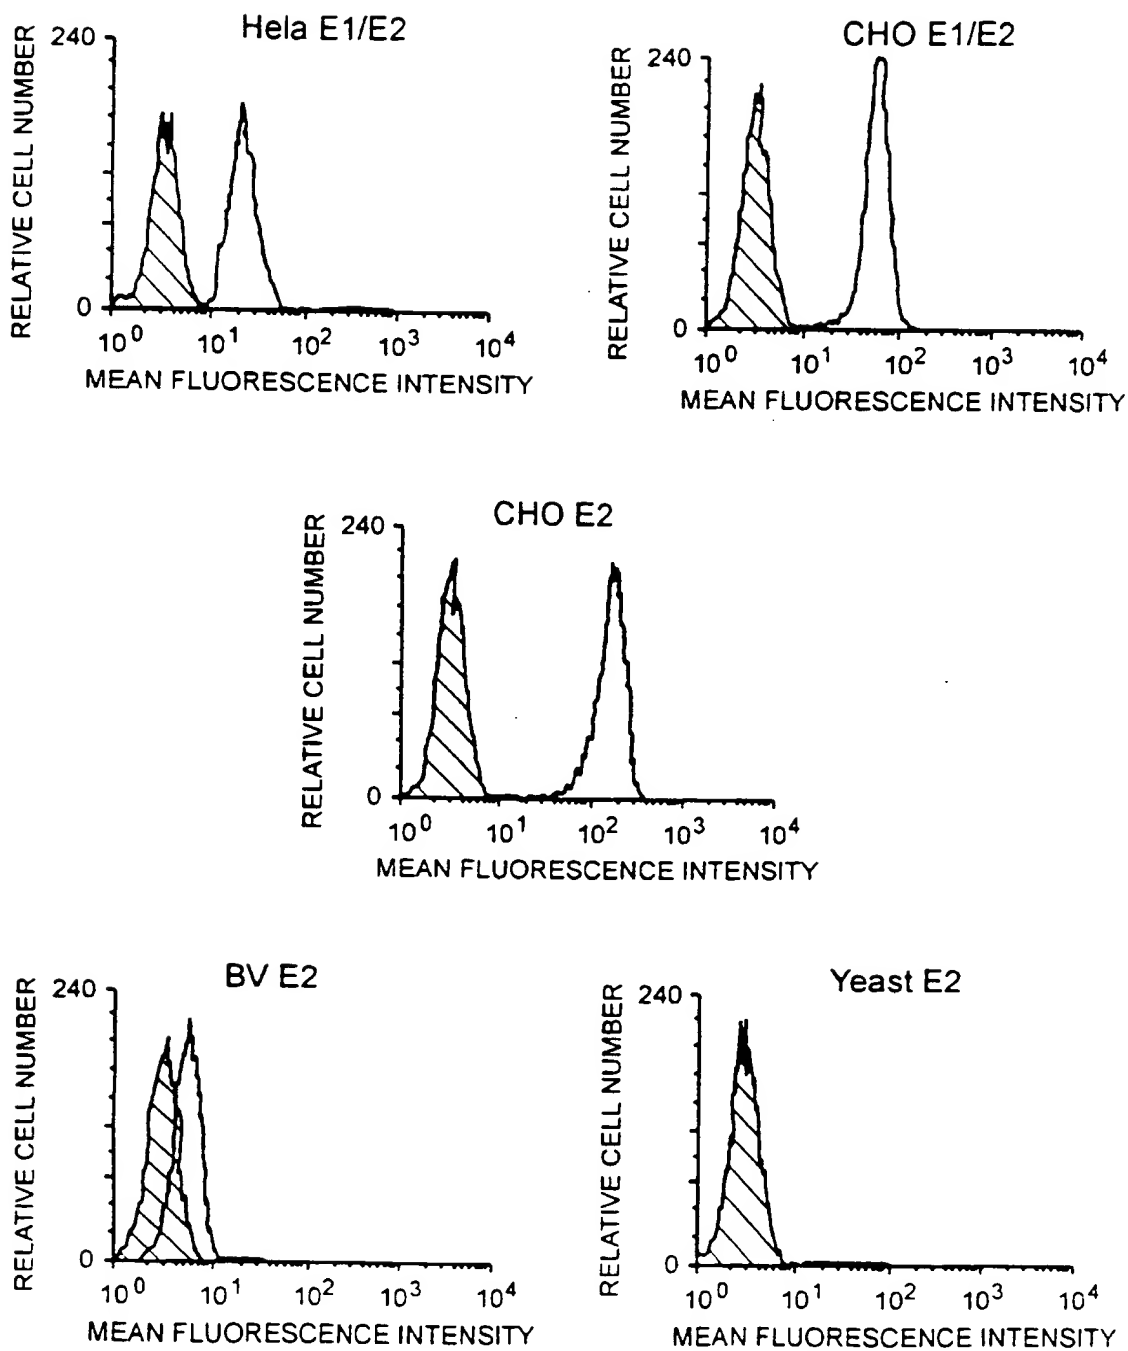 Hela E1/E2
RELATIVE CELL NUMBER
240
0
10^0 10^1 10^2 10^3 10^4
MEAN FLUORESCENCE INTENSITY
CHO E1/E2
RELATIVE CELL NUMBER
240
0
10^0 10^1 10^2 10^3 10^4
MEAN FLUORESCENCE INTENSITY
CHO E2
RELATIVE CELL NUMBER
240
0
10^0 10^1 10^2 10^3 10^4
MEAN FLUORESCENCE INTENSITY
BV E2
RELATIVE CELL NUMBER
240
0
10^0 10^1 10^2 10^3 10^4
MEAN FLUORESCENCE INTENSITY
Yeast E2
RELATIVE CELL NUMBER
240
0
10^0 10^1 10^2 10^3 10^4
MEAN FLUORESCENCE INTENSITY